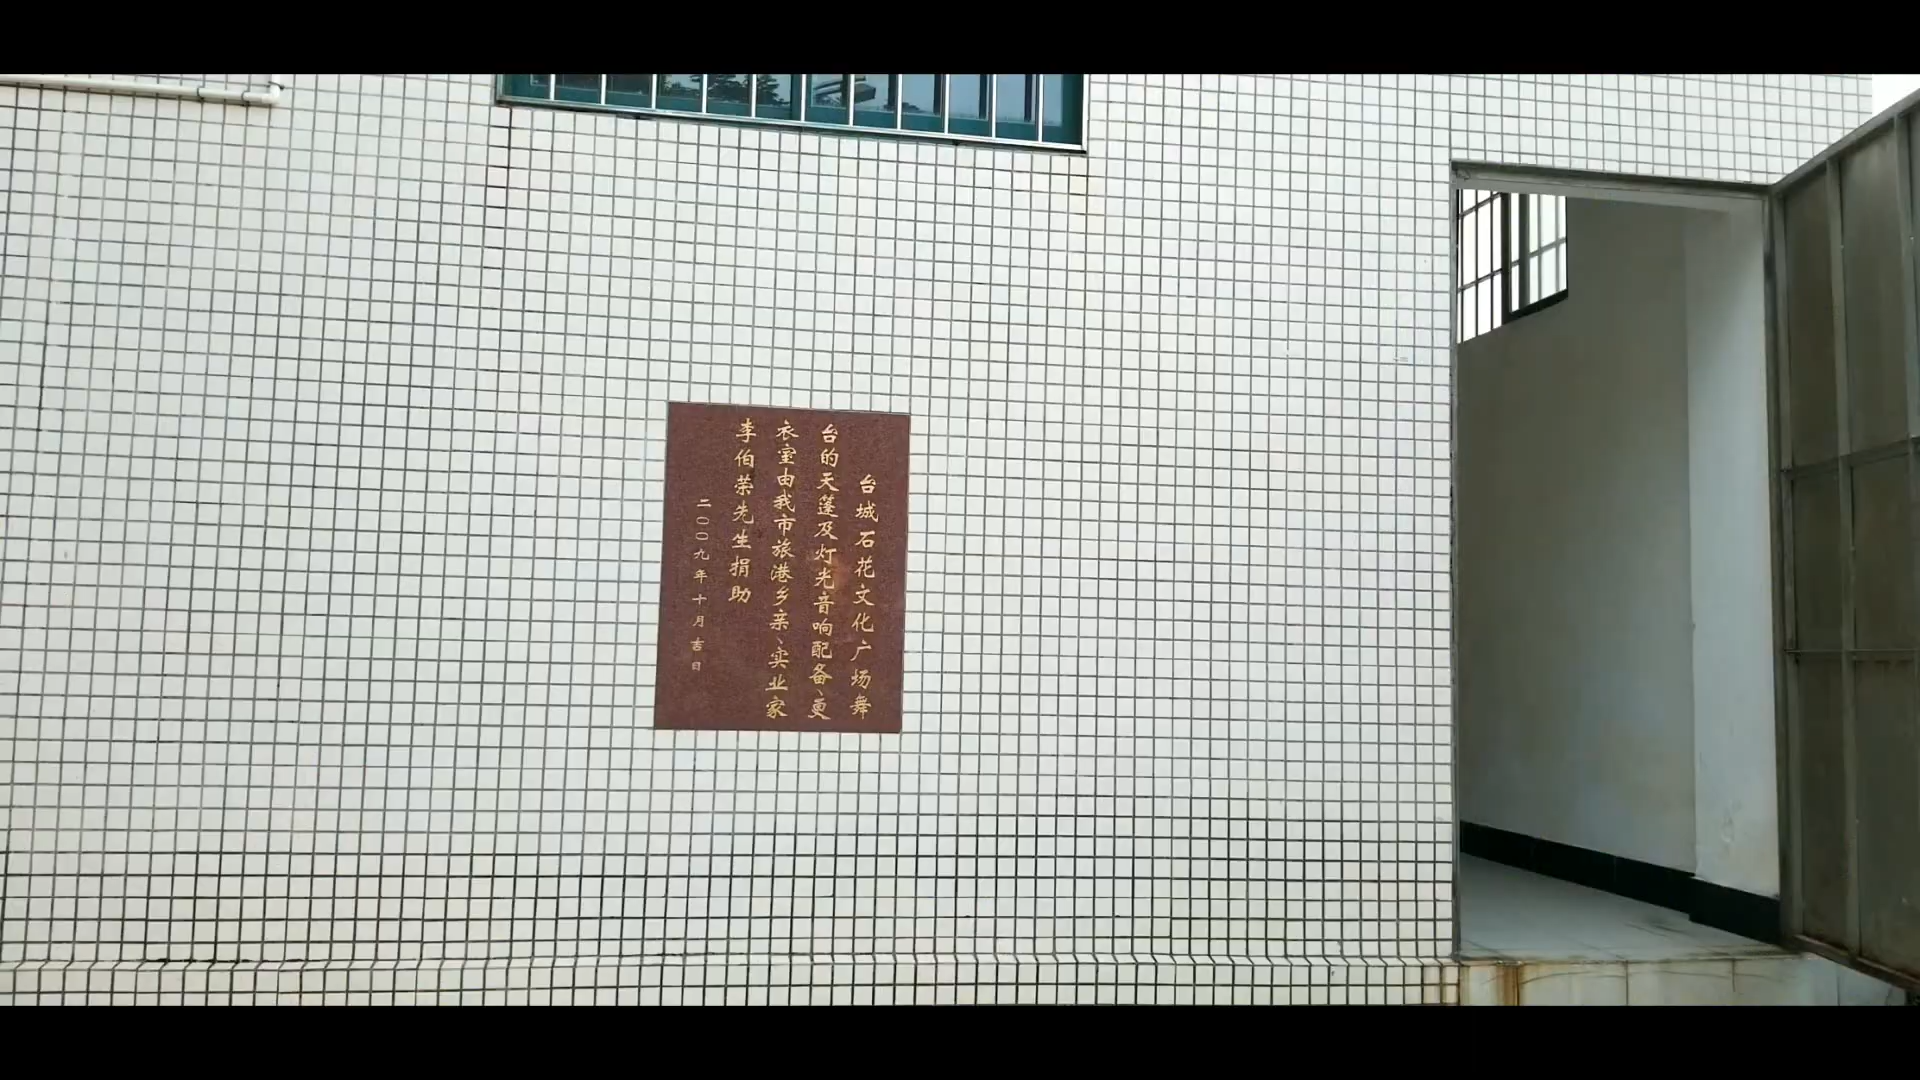 台城石花文化广场舞
台的天篷及灯光音响配备、更
衣室由我市旅港乡亲、实业家
李伯荣先生捐助
二〇〇九年十月吉日